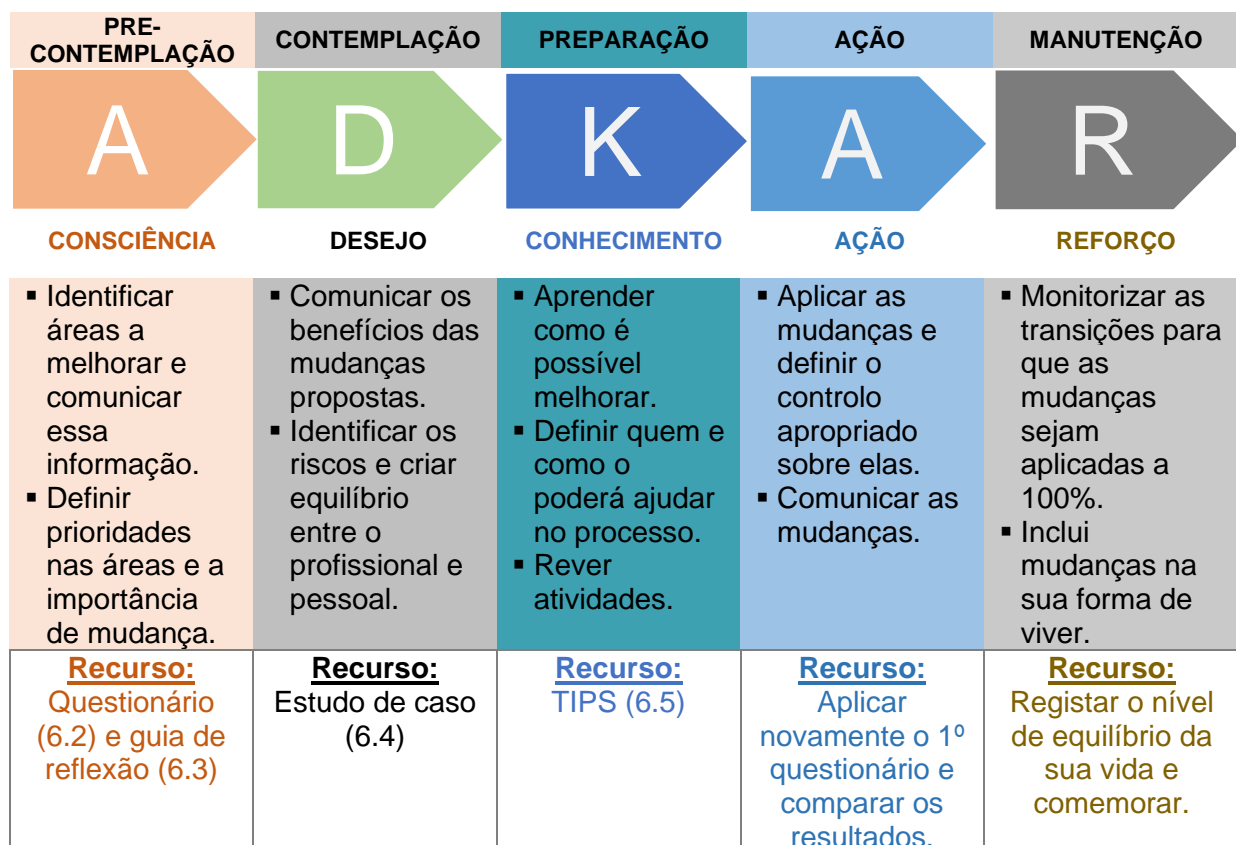 PRE-
CONTEMPLAÇÃO
CONTEMPLAÇÃO
PREPARAÇÃO
AÇÃO
MANUTENÇÃO
A
D
K
A
R
CONSCIÊNCIA
DESEJO
CONHECIMENTO
AÇÃO
REFORÇO
▪ Identificar
áreas a
melhorar e
comunicar
essa
informação.
▪ Definir
prioridades
nas áreas e a
importância
de mudança.
▪ Comunicar os
benefícios das
mudanças
propostas.
▪ Identificar os
riscos e criar
equilíbrio
entre o
profissional e
pessoal.
▪ Aprender
como é
possível
melhorar.
▪ Definir quem e
como o
poderá ajudar
no processo.
▪ Rever
atividades.
▪ Aplicar as
mudanças e
definir o
controlo
apropriado
sobre elas.
▪ Comunicar as
mudanças.
▪ Monitorizar as
transições para
que as
mudanças
sejam
aplicadas a
100%.
▪ Inclui
mudanças na
sua forma de
viver.
Recurso:
Questionário
(6.2) e guia de
reflexão (6.3)
Recurso:
Estudo de caso
(6.4)
Recurso:
TIPS (6.5)
Recurso:
Aplicar
novamente o 1º
questionário e
comparar os
resultados.
Recurso:
Registar o nível
de equilíbrio da
sua vida e
comemorar.